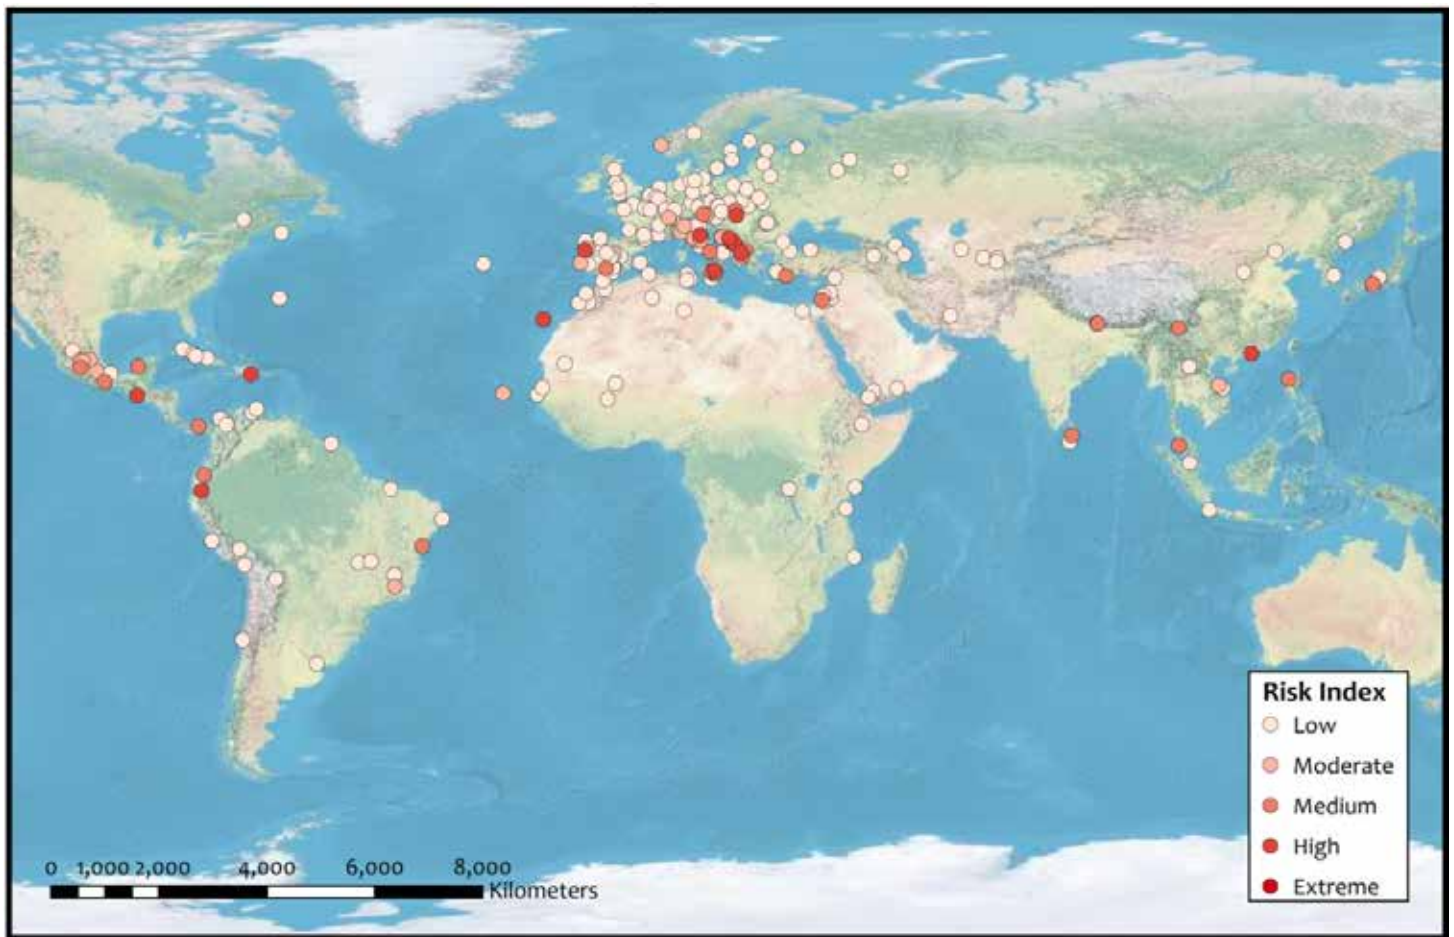 Risk Index
Low
Moderate
Medium
High
Extreme
0 1,000 2,000 4,000 6,000 8,000
Kilometers